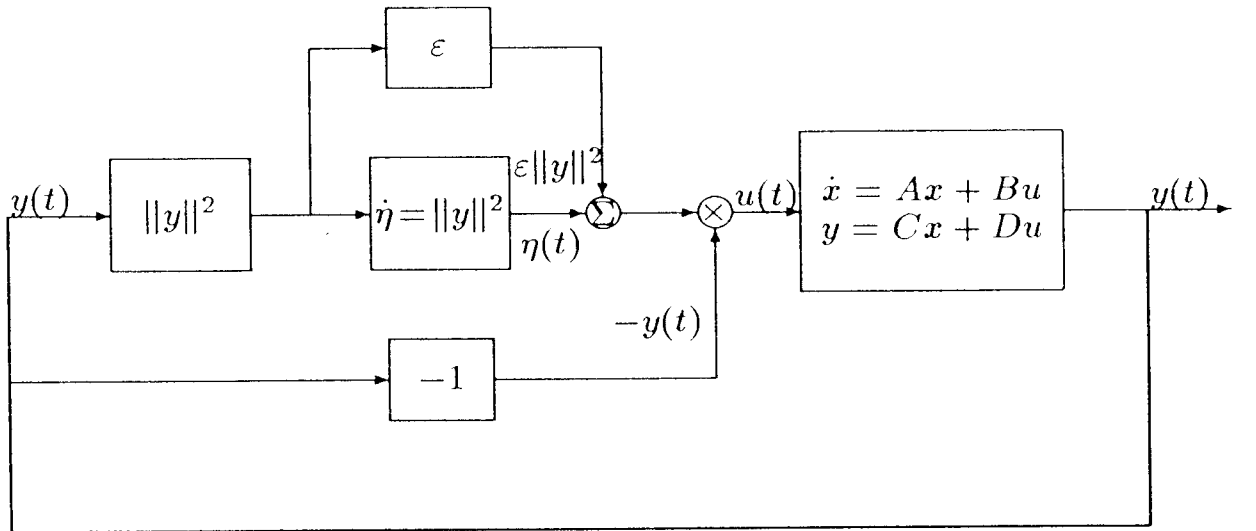 ε
ε||y||²
y(t)
||y||²
η̇ = ||y||²
Σ
η(t)
×
u(t)
ẋ = Ax + Bu
y = Cx + Du
y(t)
−y(t)
−1